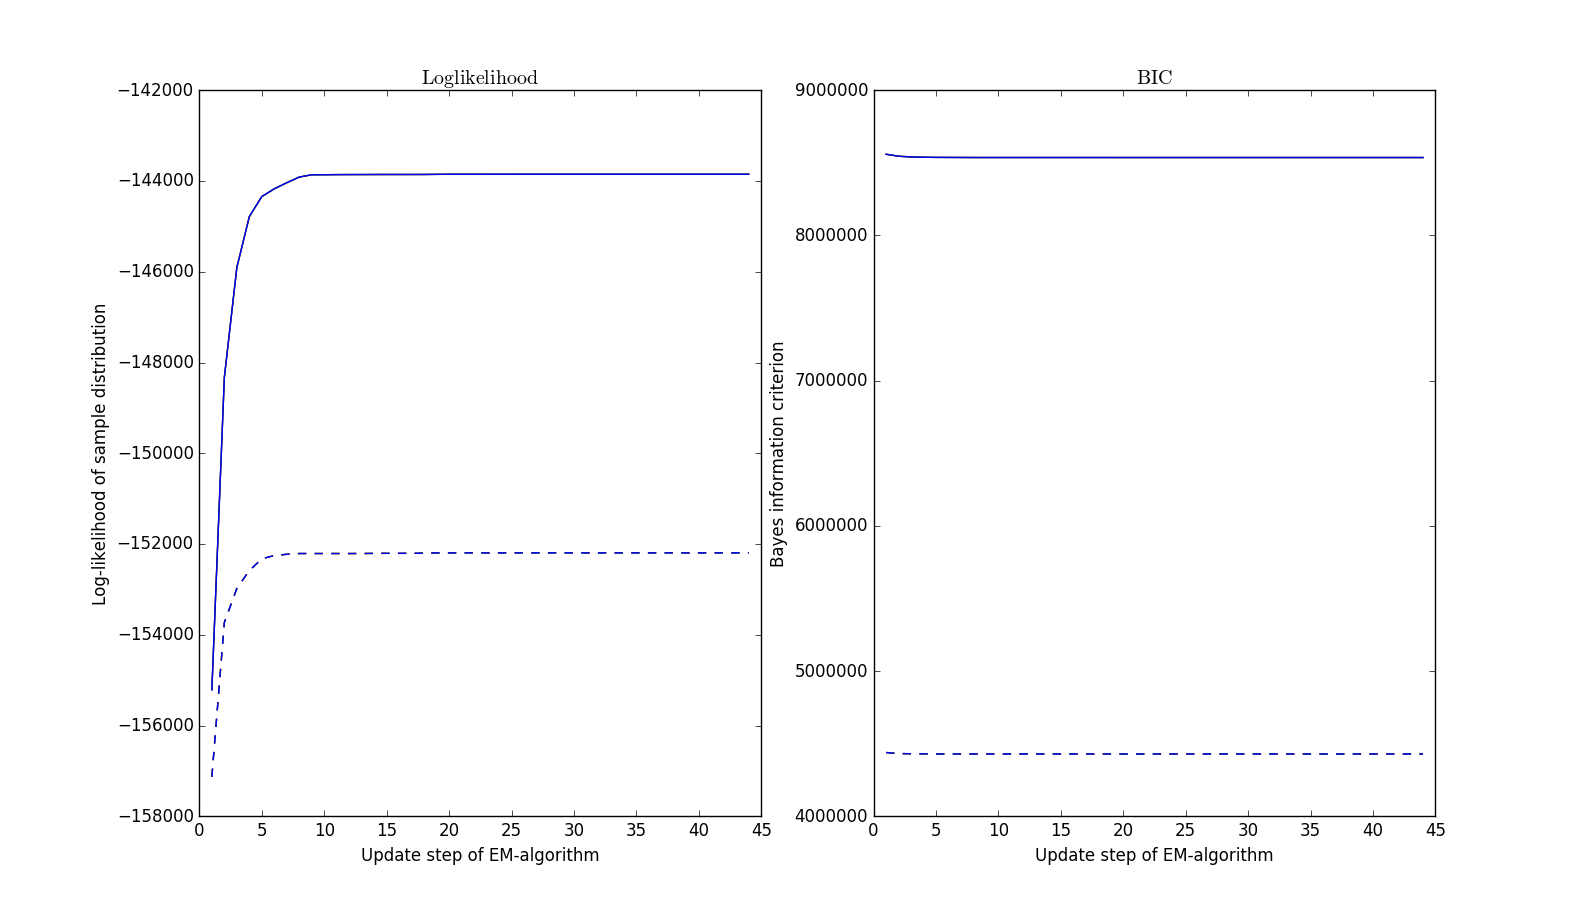 Loglikelihood
−142000
−144000
−146000
−148000
−150000
−152000
−154000
−156000
−158000
Log-likelihood of sample distribution
0 5 10 15 20 25 30 35 40 45
Update step of EM-algorithm
BIC
9000000
8000000
7000000
6000000
5000000
4000000
Bayes information criterion
0 5 10 15 20 25 30 35 40 45
Update step of EM-algorithm